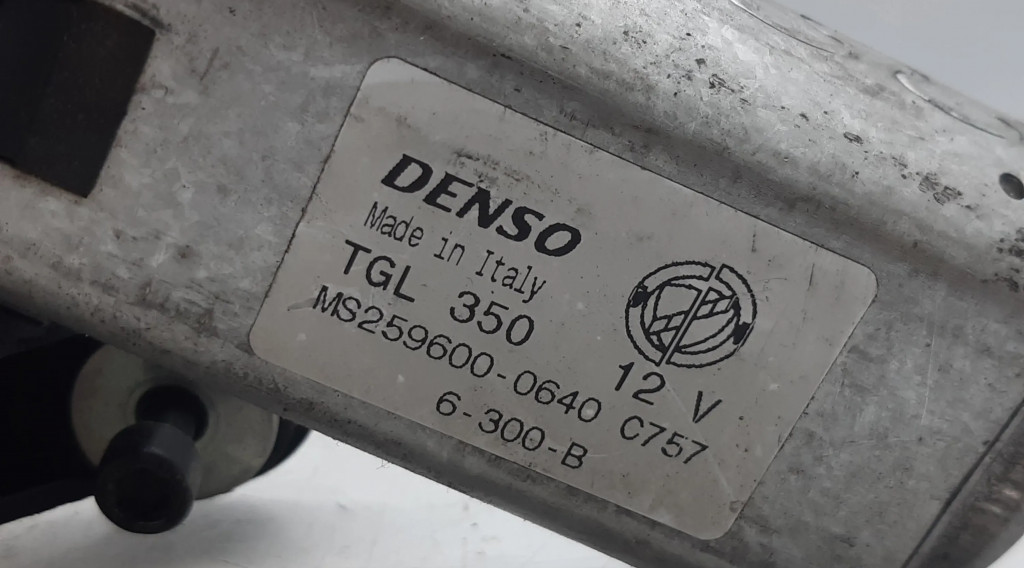 DENSO
Made in Italy
TGL 350
12 V
MS259600-0640 C757
6-300-B